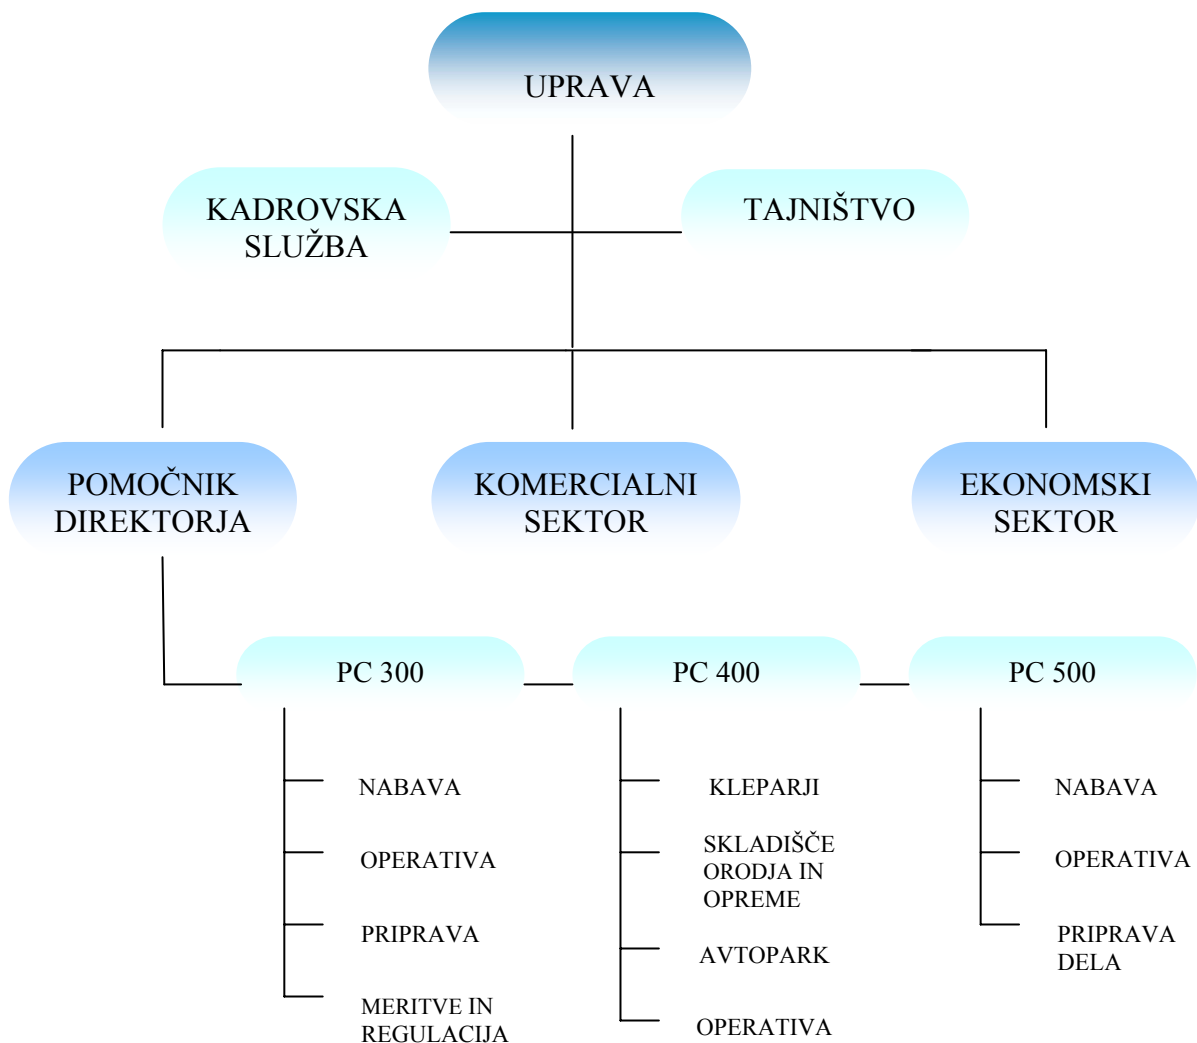 UPRAVA
KADROVSKA
SLUŽBA
TAJNIŠTVO
POMOČNIK
DIREKTORJA
KOMERCIALNI
SEKTOR
EKONOMSKI
SEKTOR
PC 300
PC 400
PC 500
NABAVA
OPERATIVA
PRIPRAVA
MERITVE IN
REGULACIJA
KLEPARJI
SKLADIŠČE
ORODJA IN
OPREME
AVTOPARK
OPERATIVA
NABAVA
OPERATIVA
PRIPRAVA
DELA